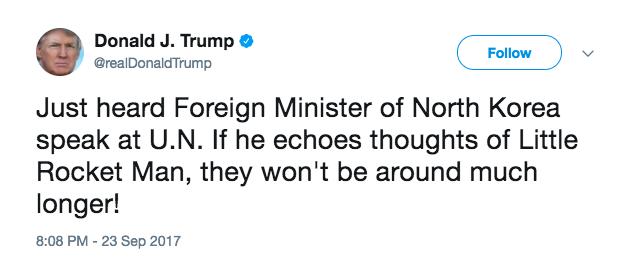 Donald J. Trump
@realDonaldTrump
Follow
Just heard Foreign Minister of North Korea
speak at U.N. If he echoes thoughts of Little
Rocket Man, they won't be around much
longer!
8:08 PM - 23 Sep 2017